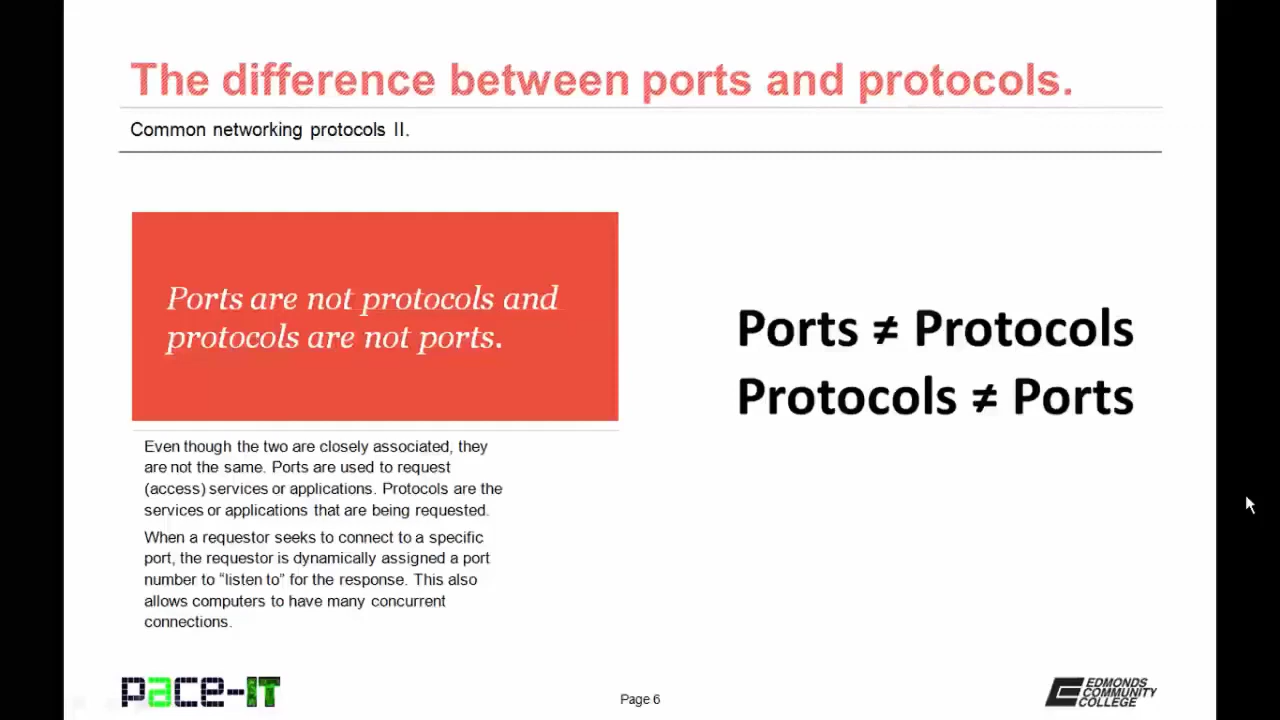 The difference between ports and protocols.
Common networking protocols II.
Ports are not protocols and
protocols are not ports.
Ports ≠ Protocols
Protocols ≠ Ports
Even though the two are closely associated, they
are not the same. Ports are used to request
(access) services or applications. Protocols are the
services or applications that are being requested.
When a requestor seeks to connect to a specific
port, the requestor is dynamically assigned a port
number to “listen to” for the response. This also
allows computers to have many concurrent
connections.
pace-IT
Page 6
EDMONDS
COMMUNITY
COLLEGE